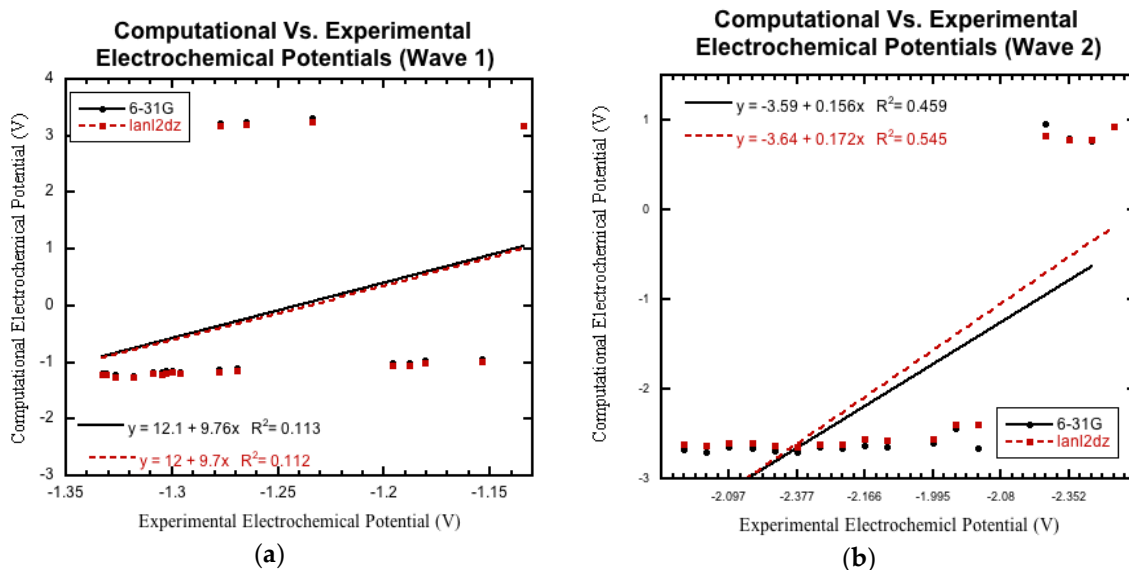 Computational Vs. Experimental
Electrochemical Potentials (Wave 1)
4
3
2
1
0
-1
-2
-3
Computational Electrochemical Potential (V)
6-31G
lanl2dz
y = 12.1 + 9.76x R²= 0.113
y = 12 + 9.7x R²= 0.112
-1.35
-1.3
-1.25
-1.2
-1.15
Experimental Electrochemical Potential (V)
(a)
Computational Vs. Experimental
Electrochemical Potentials (Wave 2)
1
0
-1
-2
-3
Computational Electrochemical Potential (V)
y = -3.59 + 0.156x R²= 0.459
y = -3.64 + 0.172x R²= 0.545
6-31G
lanl2dz
-2.097
-2.377
-2.166
-1.995
-2.08
-2.352
Experimental Electrochemicl Potential (V)
(b)